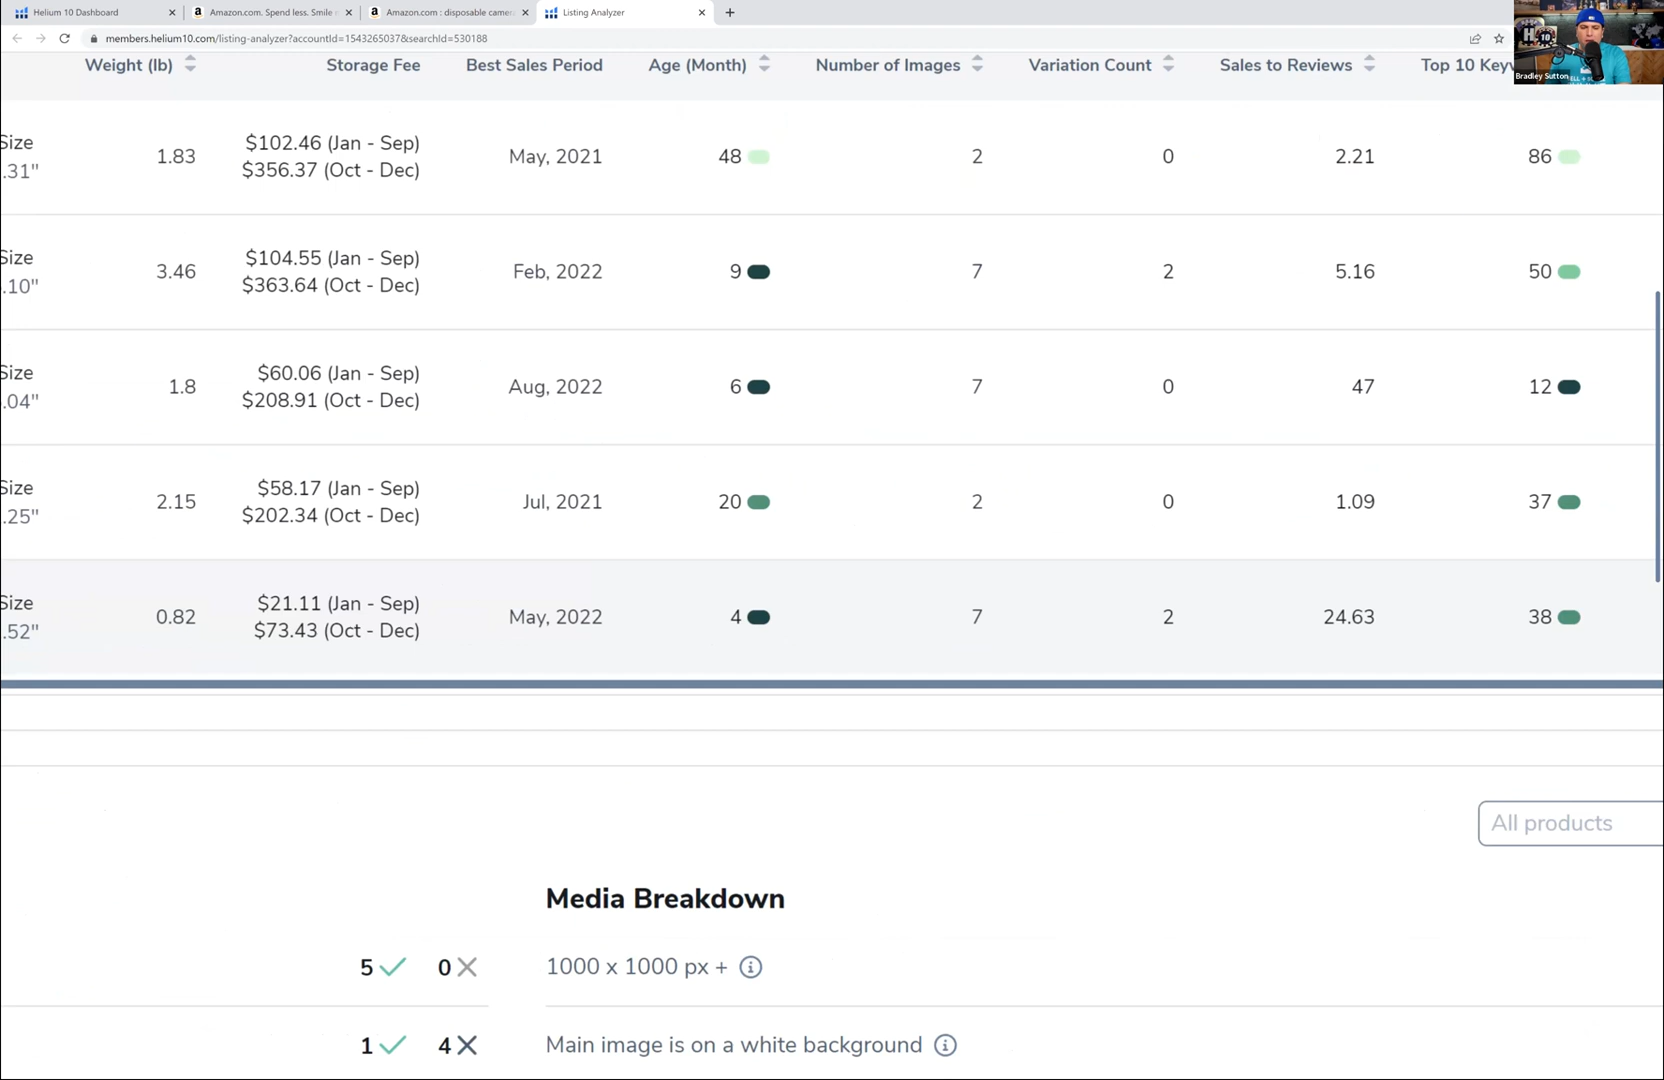 Helium 10 Dashboard
Amazon.com. Spend less. Smile
Amazon.com : disposable camer
Listing Analyzer
members.helium10.com/listing-analyzer?accountId=1543265037&searchId=530188
Bradley Sutton
Weight (lb) Storage Fee Best Sales Period Age (Month) Number of Images Variation Count Sales to Reviews Top 10 Keyv
Size 1.83 $102.46 (Jan - Sep) May, 2021 48 2 0 2.21 86
.31" $356.37 (Oct - Dec)
Size 3.46 $104.55 (Jan - Sep) Feb, 2022 9 7 2 5.16 50
.10" $363.64 (Oct - Dec)
Size 1.8 $60.06 (Jan - Sep) Aug, 2022 6 7 0 47 12
.04" $208.91 (Oct - Dec)
Size 2.15 $58.17 (Jan - Sep) Jul, 2021 20 2 0 1.09 37
.25" $202.34 (Oct - Dec)
Size 0.82 $21.11 (Jan - Sep) May, 2022 4 7 2 24.63 38
.52" $73.43 (Oct - Dec)
All products
Media Breakdown
5 0 1000 x 1000 px +
1 4 Main image is on a white background